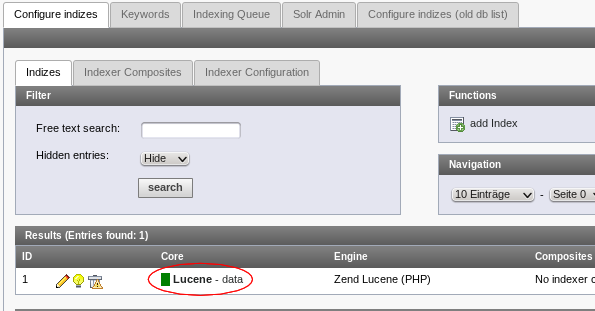 Configure indizes Keywords Indexing Queue Solr Admin Configure indizes (old db list)
Indizes Indexer Composites Indexer Configuration
Filter
Free text search:
Hidden entries: Hide
search
Functions
add Index
Navigation
10 Einträge - Seite 0
Results (Entries found: 1)
ID Core Engine Composites
1 Lucene - data Zend Lucene (PHP) No indexer